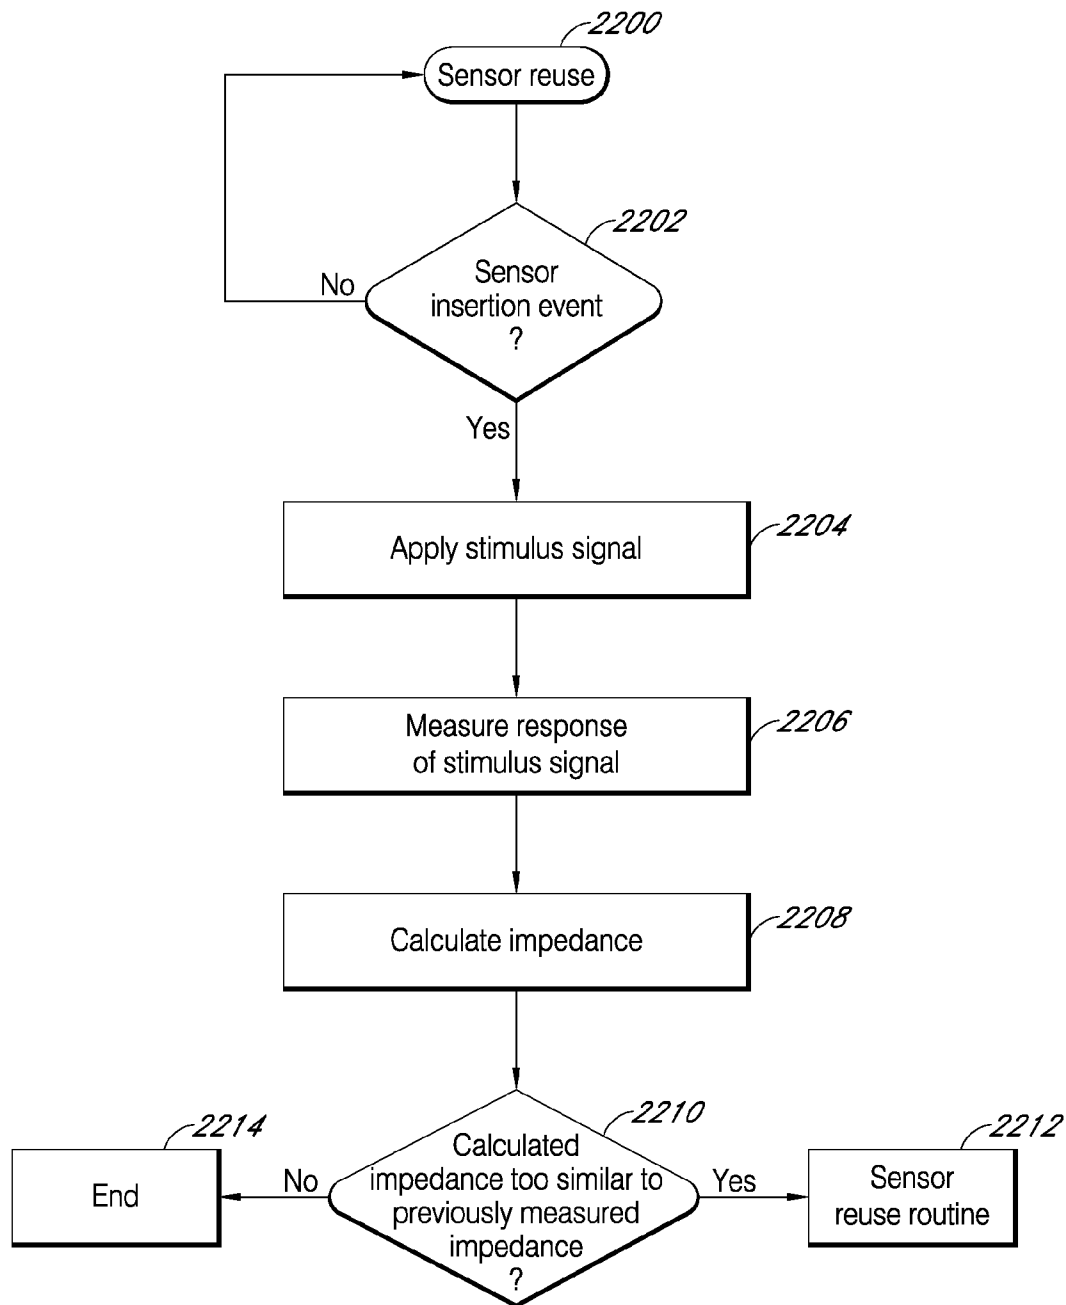 2200
Sensor reuse
2202
Sensor
insertion event
?
No
Yes
2204
Apply stimulus signal
2206
Measure response
of stimulus signal
2208
Calculate impedance
2210
Calculated
impedance too similar to
previously measured
impedance
?
No
Yes
2214
End
2212
Sensor
reuse routine